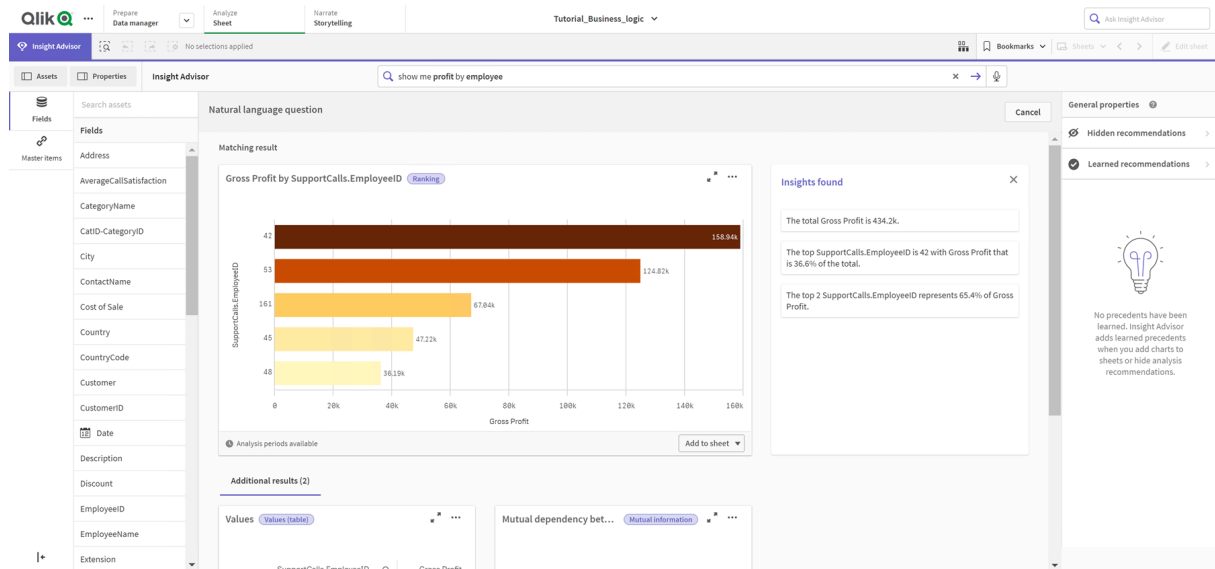 Qlik
Prepare
Data manager
Analyze
Sheet
Narrate
Storytelling
Tutorial_Business_logic
Ask Insight Advisor
Insight Advisor
No selections applied
Bookmarks
Sheets
Edit sheet
Assets
Properties
Insight Advisor
show me profit by employee
Fields
Master items
Search assets
Fields
Address
AverageCallSatisfaction
CategoryName
CatID-CategoryID
City
ContactName
Cost of Sale
Country
CountryCode
Customer
CustomerID
Date
Description
Discount
EmployeeID
EmployeeName
Extension
Natural language question
Cancel
Matching result
Gross Profit by SupportCalls.EmployeeID
Ranking
SupportCalls.EmployeeID
42
158.94k
53
124.82k
161
67.04k
45
47.22k
48
36.19k
0 20k 40k 60k 80k 100k 120k 140k 160k
Gross Profit
Analysis periods available
Add to sheet
Insights found
The total Gross Profit is 434.2k.
The top SupportCalls.EmployeeID is 42 with Gross Profit that
is 36.6% of the total.
The top 2 SupportCalls.EmployeeID represents 65.4% of Gross
Profit.
Additional results (2)
Values
Values (table)
SupportCalls.EmployeeID
Gross Profit
Mutual dependency bet...
Mutual information
General properties
Hidden recommendations
Learned recommendations
No precedents have been
learned. Insight Advisor
adds learned precedents
when you add charts to
sheets or hide analysis
recommendations.